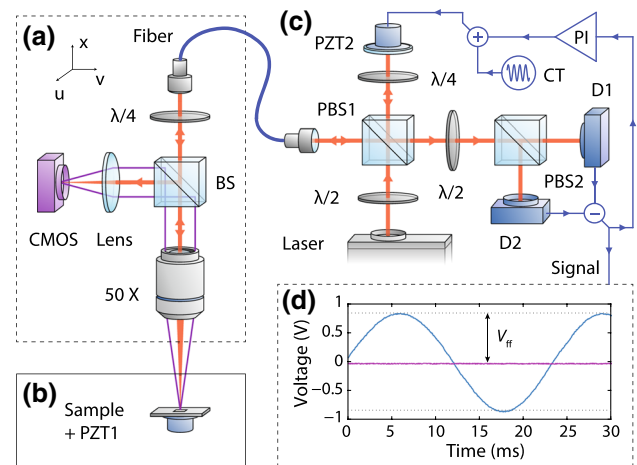 (a)
x
v
u
Fiber
λ/4
BS
CMOS
Lens
50 X
(b)
Sample
+ PZT1
(c)
PZT2
λ/4
PBS1
λ/2
λ/2
Laser
+
PI
CT
D1
PBS2
D2
−
Signal
(d)
Voltage (V)
1
0.5
0
−0.5
−1
Vff
0
5
10
15
20
25
30
Time (ms)